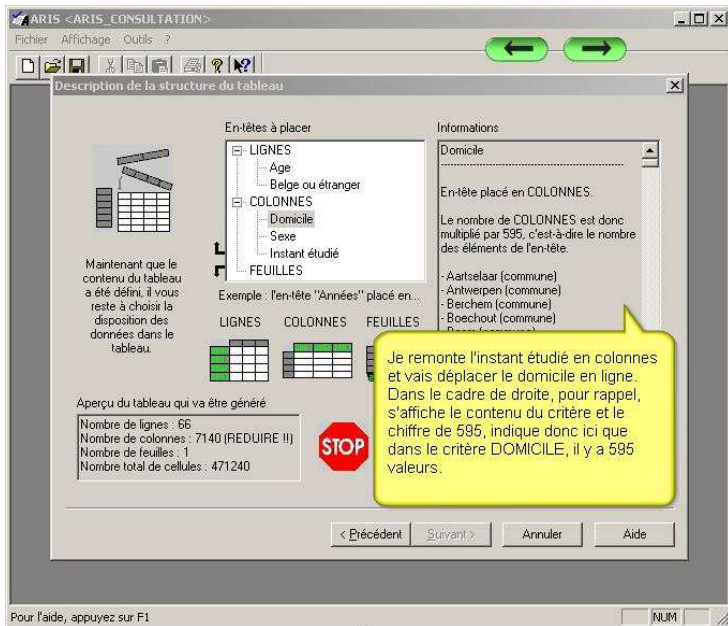 ARIS <ARIS_CONSULTATION>
Fichier Affichage Outils ?
Description de la structure du tableau
En-têtes à placer
LIGNES
Age
Belge ou étranger
COLONNES
Domicile
Sexe
Instant étudié
FEUILLES
Informations
Domicile
En-tête placé en COLONNES.
Le nombre de COLONNES est donc
multiplié par 595, c'est-à-dire le nombre
des éléments de l'en-tête.
- Aartselaar (commune)
- Antwerpen (commune)
- Berchem (commune)
- Boechout (commune)
Maintenant que le
contenu du tableau
a été défini, il vous
reste à choisir la
disposition des
données dans le
tableau.
Exemple : l'en-tête "Années" placé en...
LIGNES COLONNES FEUILLES
Je remonte l'instant étudié en colonnes
et vais déplacer le domicile en ligne.
Dans le cadre de droite, pour rappel,
s'affiche le contenu du critère et le
chiffre de 595, indique donc ici que
dans le critère DOMICILE, il y a 595
valeurs.
Aperçu du tableau qui va être généré
Nombre de lignes : 66
Nombre de colonnes : 7140 (REDUIRE !!)
Nombre de feuilles : 1
Nombre total de cellules : 471240
STOP
< Précédent Suivant > Annuler Aide
Pour l'aide, appuyez sur F1
NUM